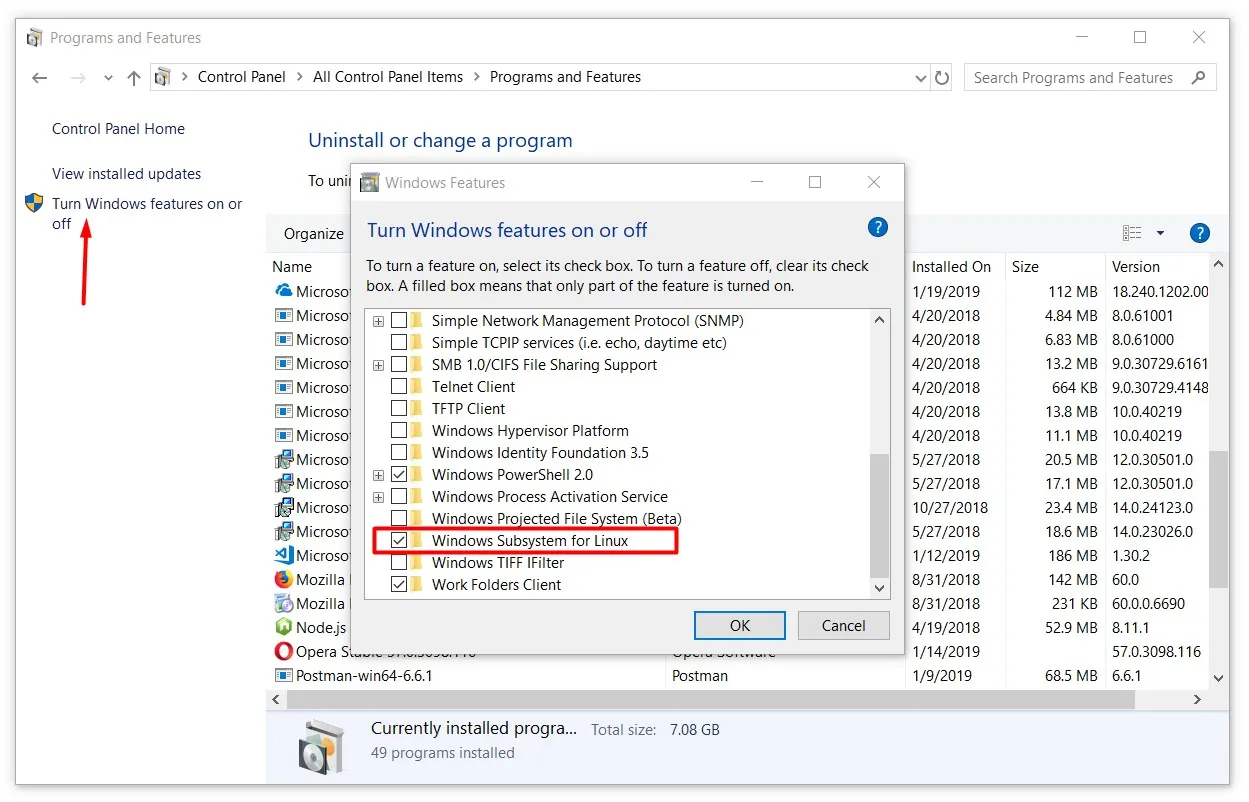 Programs and Features
Control Panel > All Control Panel Items > Programs and Features
Search Programs and Features
Control Panel Home
View installed updates
Turn Windows features on or
off
Uninstall or change a program
To
Organize
Name Installed On Size Version
1/19/2019 112 MB 18.240.1202.00
4/20/2018 4.84 MB 8.0.61001
4/20/2018 6.83 MB 8.0.61000
4/20/2018 13.2 MB 9.0.30729.6161
4/20/2018 664 KB 9.0.30729.4148
4/20/2018 13.8 MB 10.0.40219
4/20/2018 11.1 MB 10.0.40219
5/27/2018 20.5 MB 12.0.30501.0
5/27/2018 17.1 MB 12.0.30501.0
10/27/2018 23.4 MB 14.0.24123.0
5/27/2018 18.6 MB 14.0.23026.0
1/12/2019 186 MB 1.30.2
Mozilla 8/31/2018 142 MB 60.0
Mozilla 8/31/2018 231 KB 60.0.0.6690
Node.js 4/19/2018 52.9 MB 8.11.1
Opera Stable 57.0.3098.116 Opera Software 1/14/2019 57.0.3098.116
Postman-win64-6.6.1 Postman 1/9/2019 68.5 MB 6.6.1
Windows Features
Turn Windows features on or off
To turn a feature on, select its check box. To turn a feature off, clear its check
box. A filled box means that only part of the feature is turned on.
Simple Network Management Protocol (SNMP)
Simple TCPIP services (i.e. echo, daytime etc)
SMB 1.0/CIFS File Sharing Support
Telnet Client
TFTP Client
Windows Hypervisor Platform
Windows Identity Foundation 3.5
Windows PowerShell 2.0
Windows Process Activation Service
Windows Projected File System (Beta)
Windows Subsystem for Linux
Windows TIFF IFilter
Work Folders Client
OK Cancel
Currently installed progra... Total size: 7.08 GB
49 programs installed